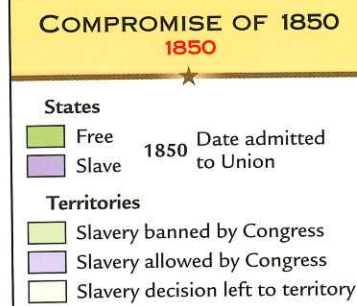 COMPROMISE OF 1850
1850
States
Free
Slave
1850 Date admitted
to Union
Territories
Slavery banned by Congress
Slavery allowed by Congress
Slavery decision left to territory